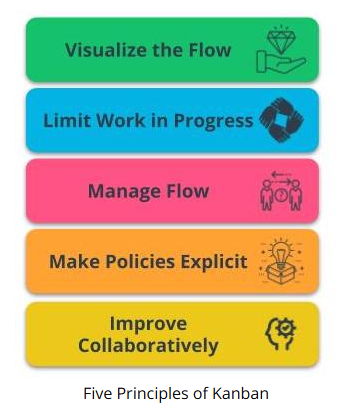 Visualize the Flow
Limit Work in Progress
Manage Flow
?
Make Policies Explicit
Improve
Collaboratively
Five Principles of Kanban